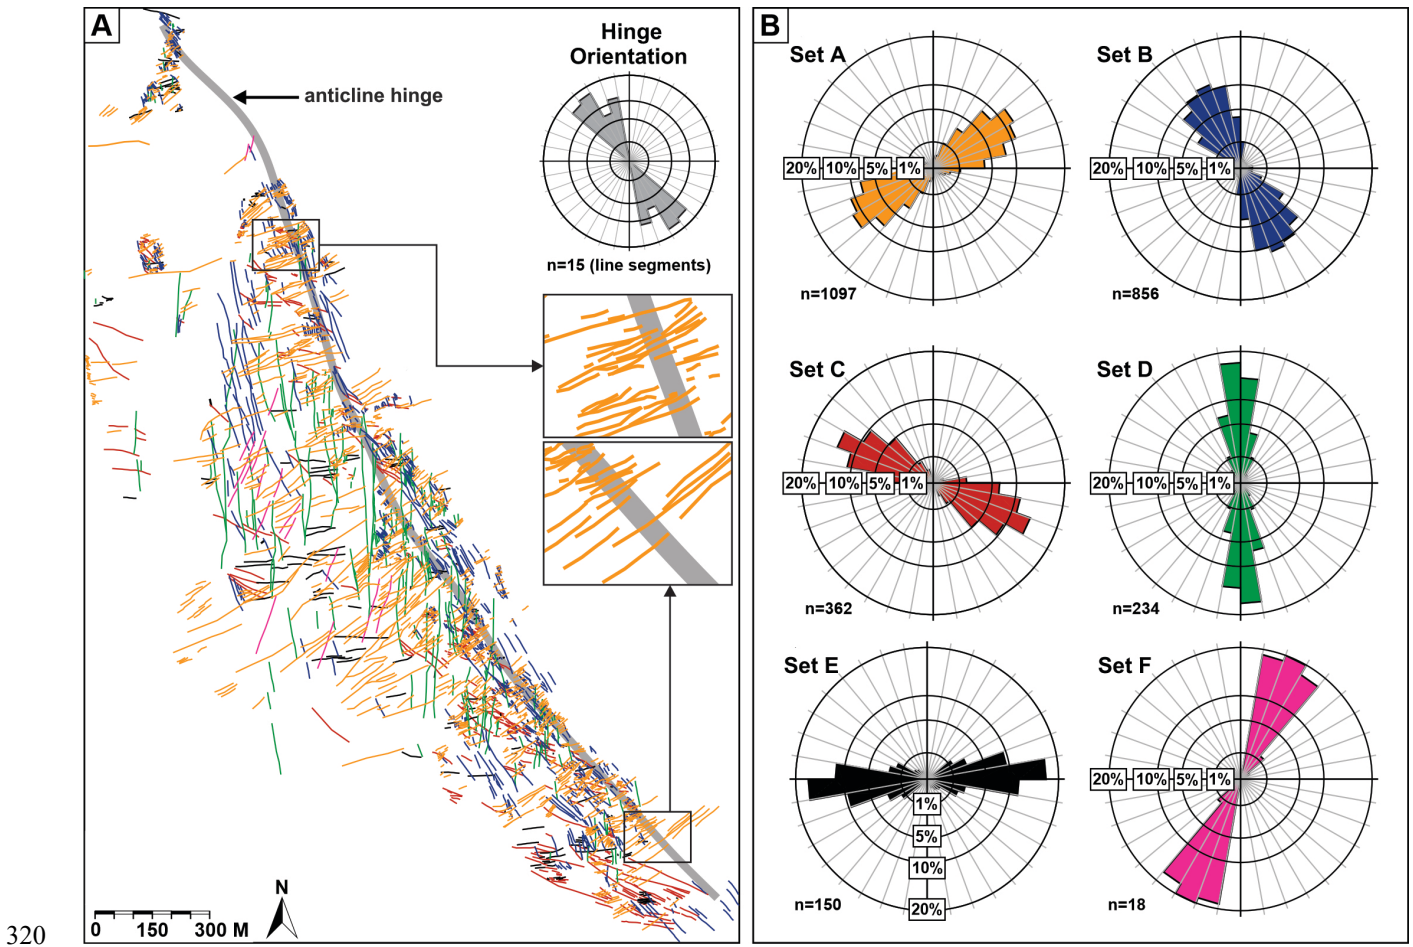 A
Hinge
Orientation
anticline hinge
n=15 (line segments)
N
0 150 300 M
320
B
Set A
20% 10% 5% 1%
n=1097
Set B
20% 10% 5% 1%
n=856
Set C
20% 10% 5% 1%
n=362
Set D
20% 10% 5% 1%
n=234
Set E
1%
5%
10%
20%
n=150
Set F
20% 10% 5% 1%
n=18